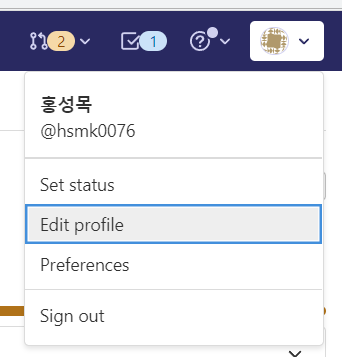 2
1
홍성목
@hsmk0076
Set status
Edit profile
Preferences
Sign out